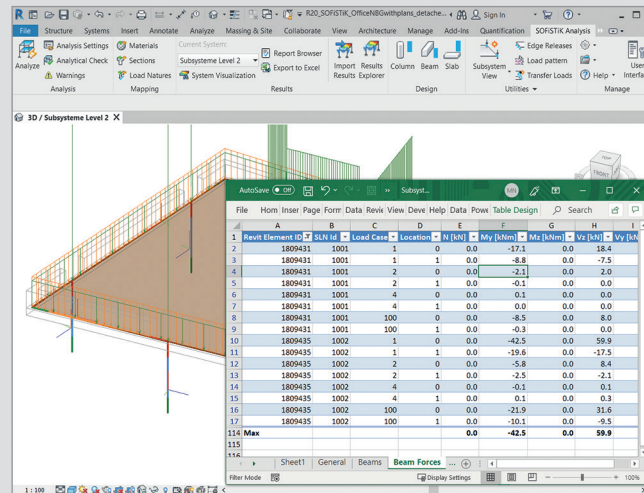 R20_SOFiSTiK_Office8Gwithplans_detache... Sign In
File Structure Systems Insert Annotate Analyze Massing & Site Collaborate View Architecture Manage Add-Ins Quantification SOFiSTiK Analysis
Analyze
Analysis Settings
Analytical Check
Warnings
Analysis
Materials
Sections
Load Natures
Mapping
Current System:
Subsysteme Level 2
System Visualization
Report Browser
Export to Excel
Results
Import Results
Results Explorer
Column Beam Slab
Design
Subsystem View
Edge Releases
Load pattern
Transfer Loads
Utilities
Help
User
Manage
3D / Subsysteme Level 2
FRONT
AutoSave Off Subsyst... MN
File Hom Inser Page Form Data Revie View Deve Help Data Pow Table Design Search
A B C D E F G H I
1 Revit Element ID SLN Id Load Case Location N [kN] My [kNm] Mz [kNm] Vz [kN] Vy [kN
2 1809431 1001 1 0 0.0 -17.1 0.0 18.4
3 1809431 1001 1 1 0.0 -8.8 0.0 -7.5
4 1809431 1001 2 0 0.0 -2.1 0.0 2.0
5 1809431 1001 2 1 0.0 -0.1 0.0 0.0
6 1809431 1001 4 0 0.0 0.1 0.0 0.0
7 1809431 1001 4 1 0.0 0.0 0.0 0.0
8 1809431 1001 100 0 0.0 -8.5 0.0 8.0
9 1809431 1001 100 1 0.0 -0.3 0.0 0.0
10 1809435 1002 1 0 0.0 -42.5 0.0 59.9
11 1809435 1002 1 1 0.0 -19.6 0.0 -17.5
12 1809435 1002 2 0 0.0 -5.8 0.0 8.4
13 1809435 1002 2 1 0.0 -2.5 0.0 -2.1
14 1809435 1002 4 0 0.0 -0.1 0.0 0.1
15 1809435 1002 4 1 0.0 0.1 0.0 0.3
16 1809435 1002 100 0 0.0 -21.9 0.0 31.6
17 1809435 1002 100 1 0.0 -10.1 0.0 -9.5
114 Max 0.0 -42.5 0.0 59.9
115
116
Sheet1 General Beams Beam Forces ...
Filter Mode Display Settings 100%
1 : 100